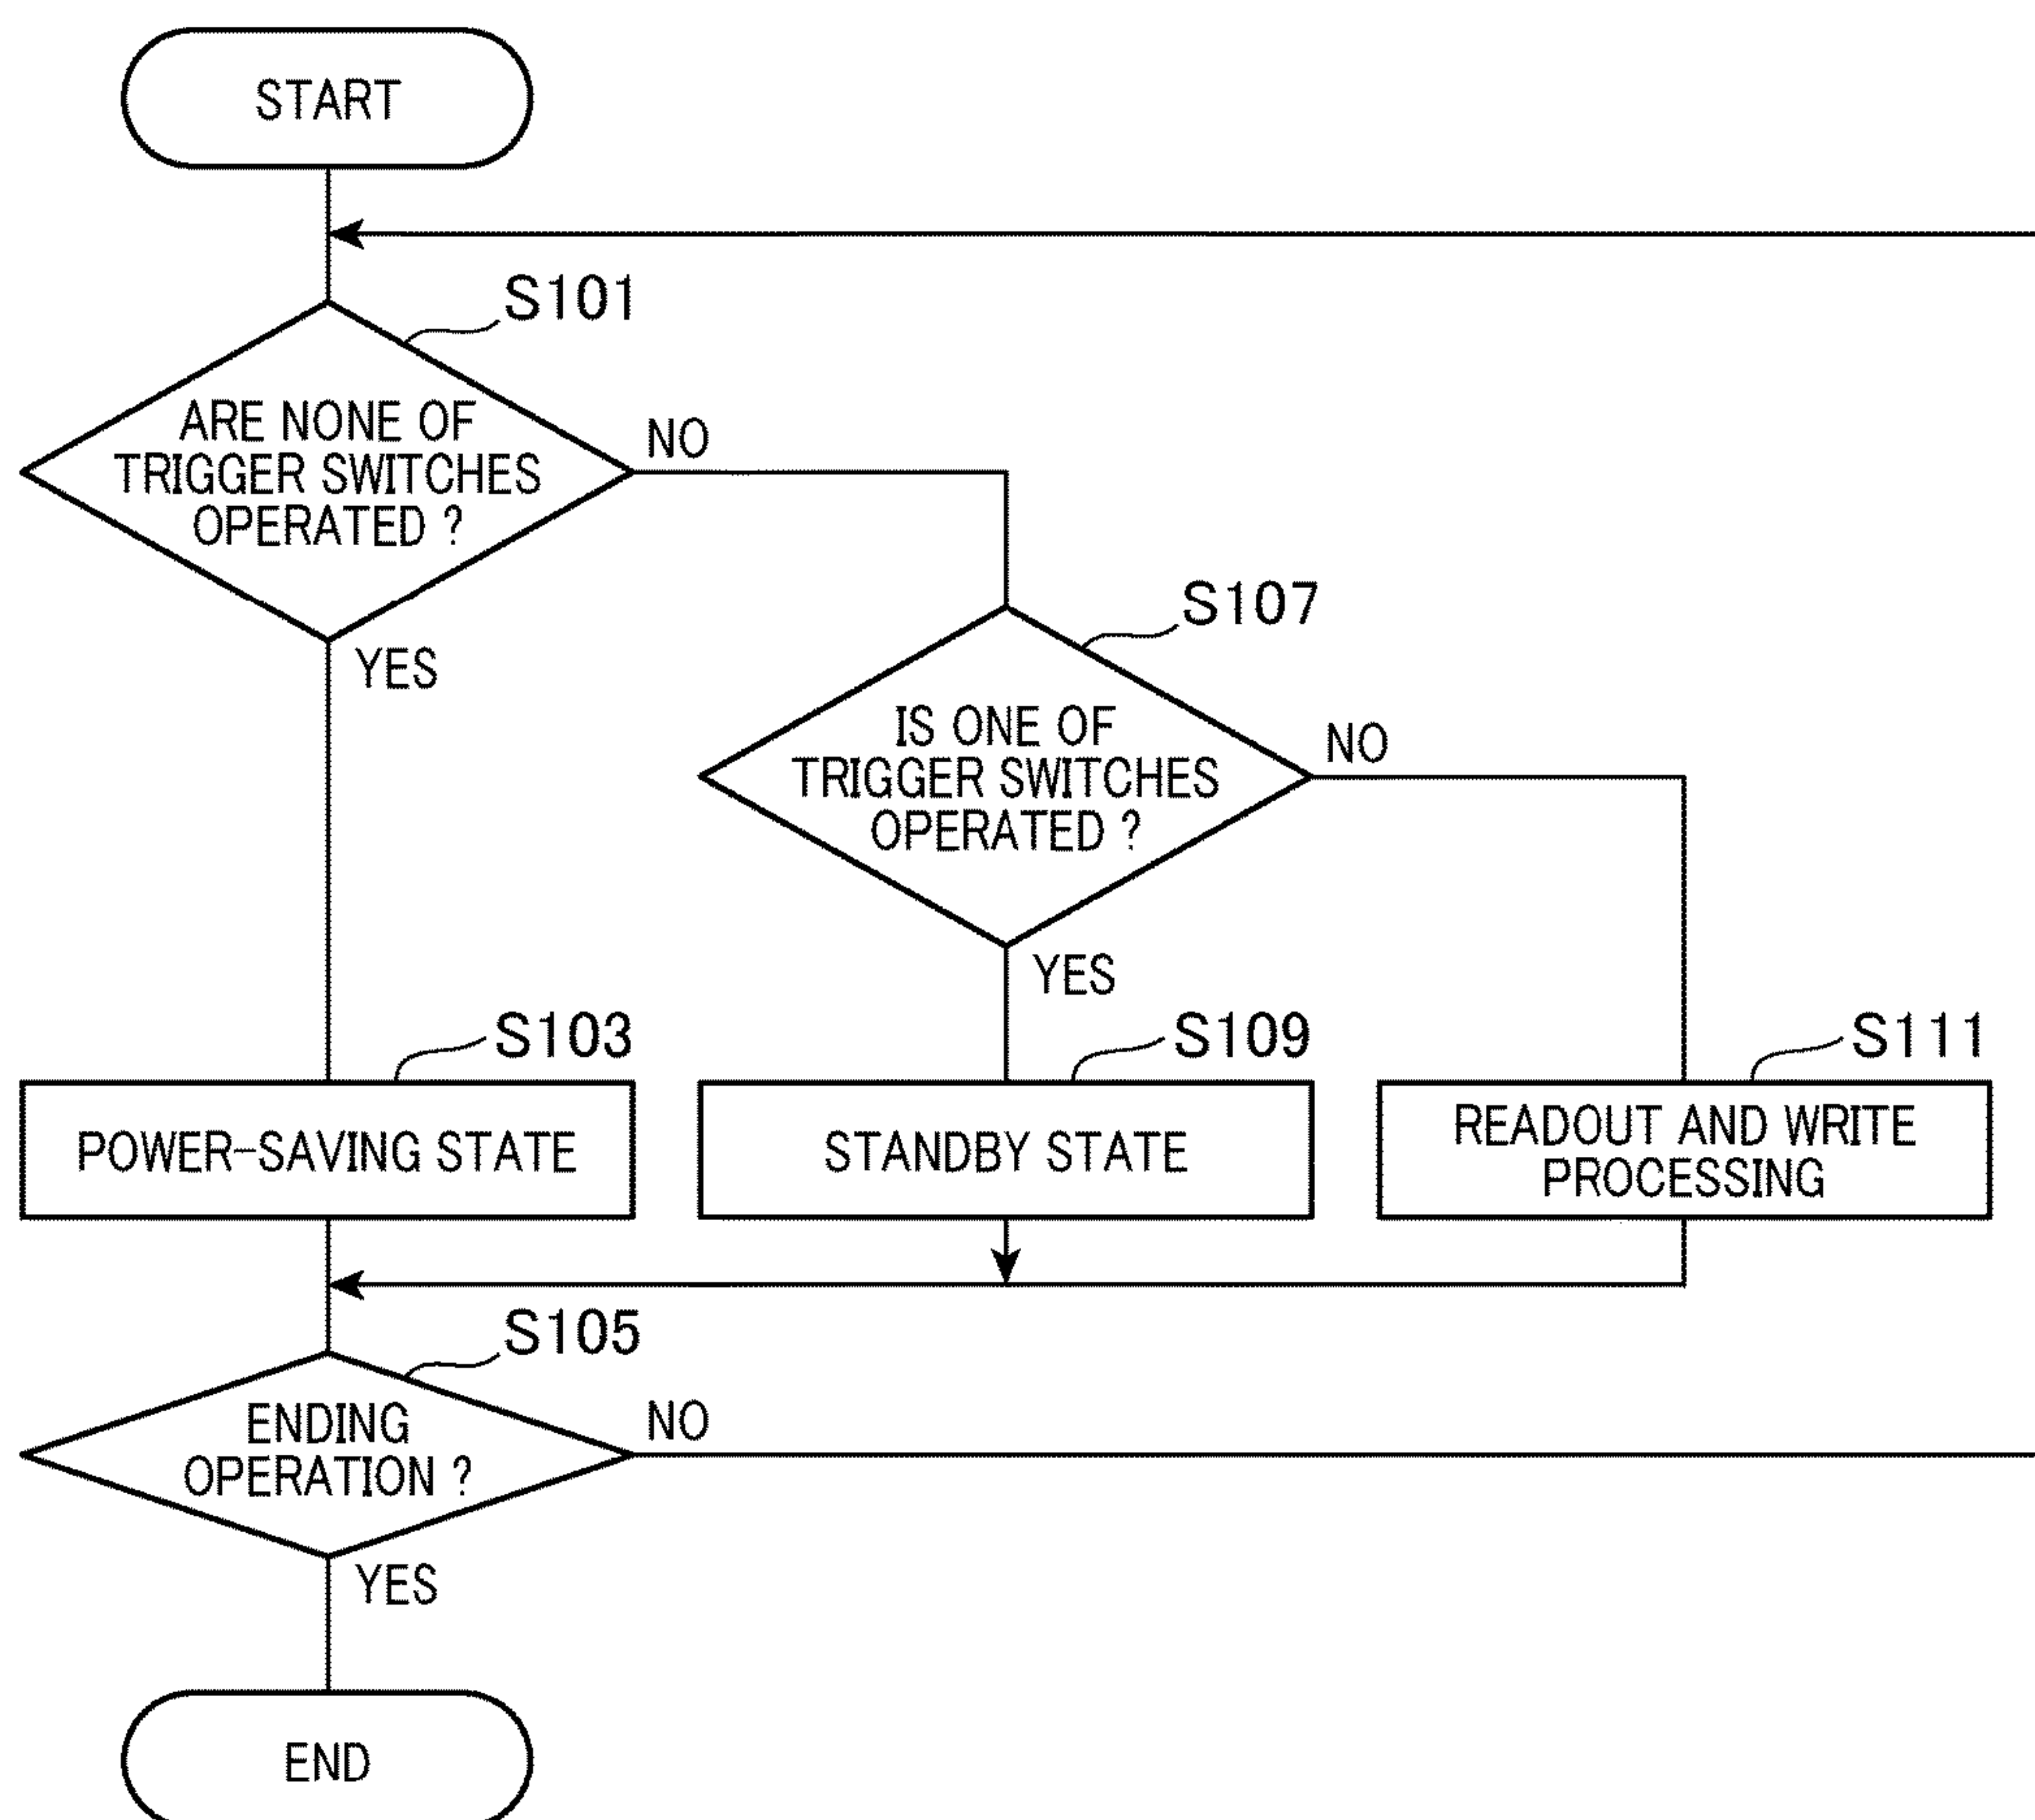 START
S101
ARE NONE OF
TRIGGER SWITCHES
OPERATED ?
NO
YES
S107
IS ONE OF
TRIGGER SWITCHES
OPERATED ?
NO
YES
S103
POWER-SAVING STATE
S109
STANDBY STATE
S111
READOUT AND WRITE
PROCESSING
S105
ENDING
OPERATION ?
NO
YES
END